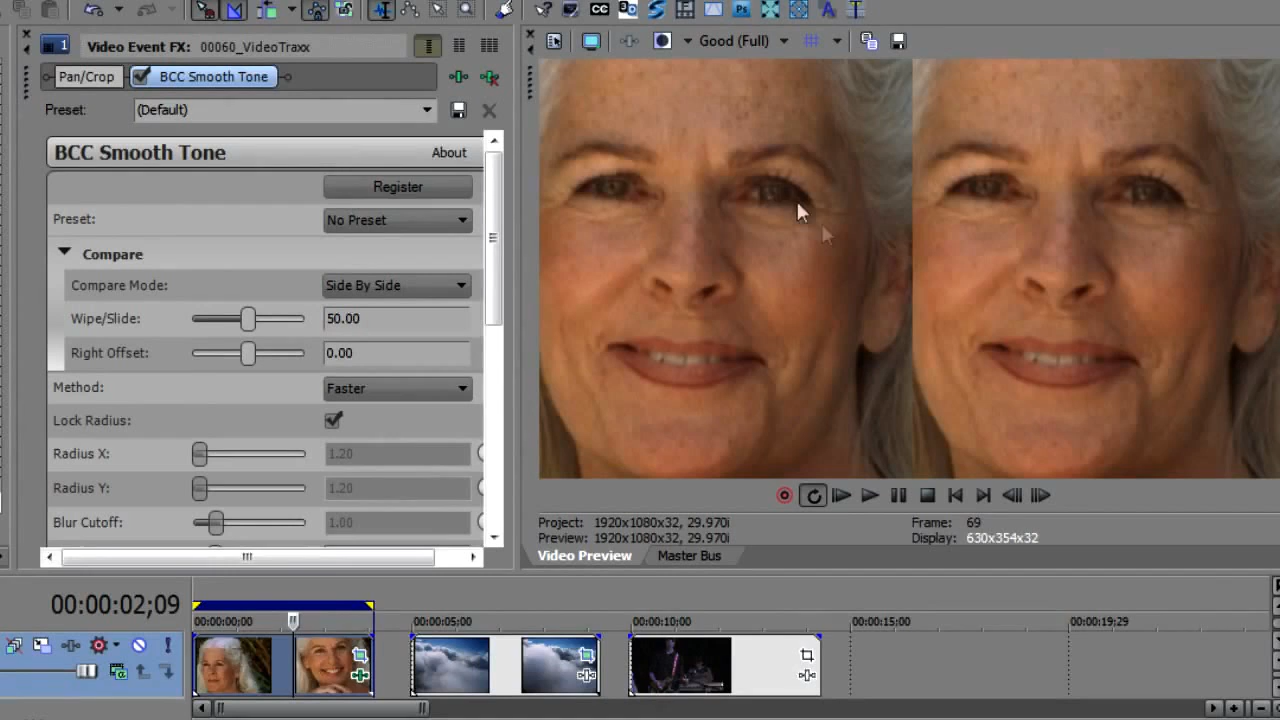 CC
3D
Ps
A
T
1
Video Event FX: 00060_VideoTraxx
Pan/Crop
BCC Smooth Tone
Preset: (Default)
BCC Smooth Tone About
Register
Preset: No Preset
Compare
Compare Mode: Side By Side
Wipe/Slide: 50.00
Right Offset: 0.00
Method: Faster
Lock Radius:
Radius X: 1.20
Radius Y: 1.20
Blur Cutoff: 1.00
Good (Full)
Project: 1920x1080x32, 29.970i
Preview: 1920x1080x32, 29.970i
Frame: 69
Display: 630x354x32
Video Preview Master Bus
00:00:02;09
00:00:00;00 00:00:05;00 00:00:10;00 00:00:15;00 00:00:19;29